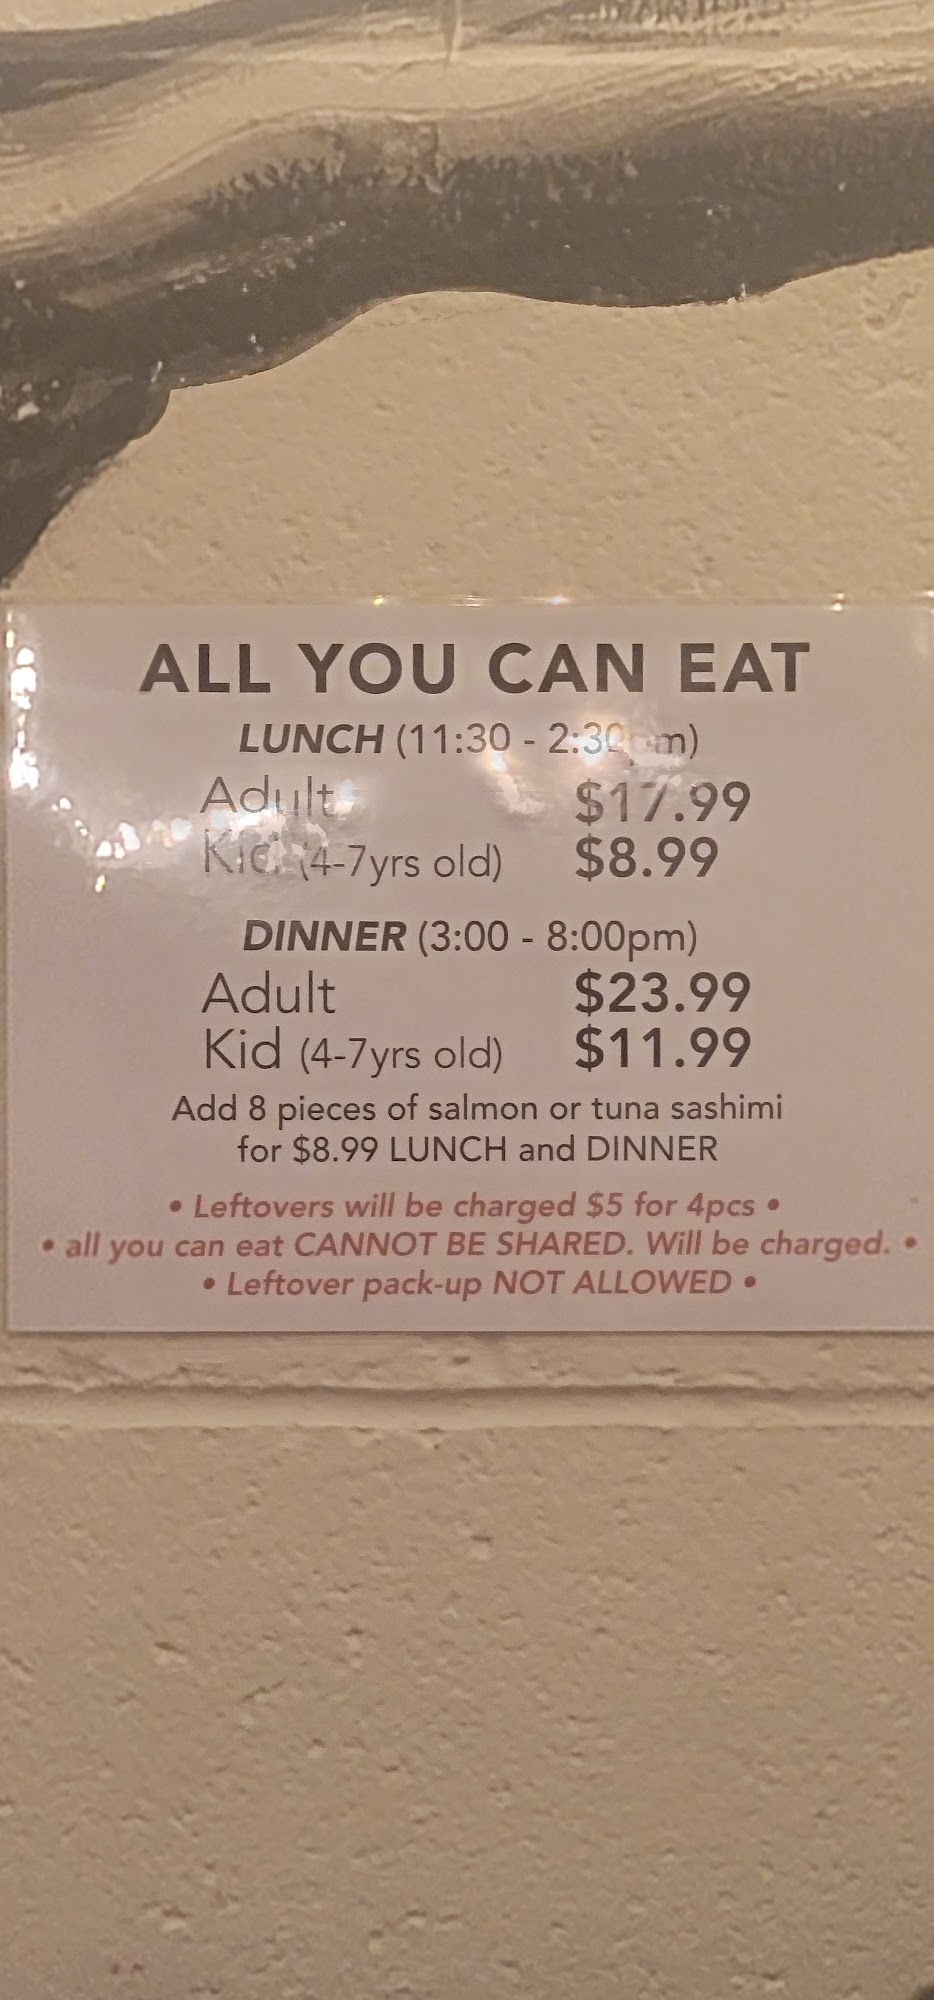 ALL YOU CAN EAT
LUNCH (11:30 - 2:30pm)
Adult $17.99
Kid (4-7yrs old) $8.99
DINNER (3:00 - 8:00pm)
Adult $23.99
Kid (4-7yrs old) $11.99
Add 8 pieces of salmon or tuna sashimi
for $8.99 LUNCH and DINNER
• Leftovers will be charged $5 for 4pcs •
• all you can eat CANNOT BE SHARED. Will be charged. •
• Leftover pack-up NOT ALLOWED •